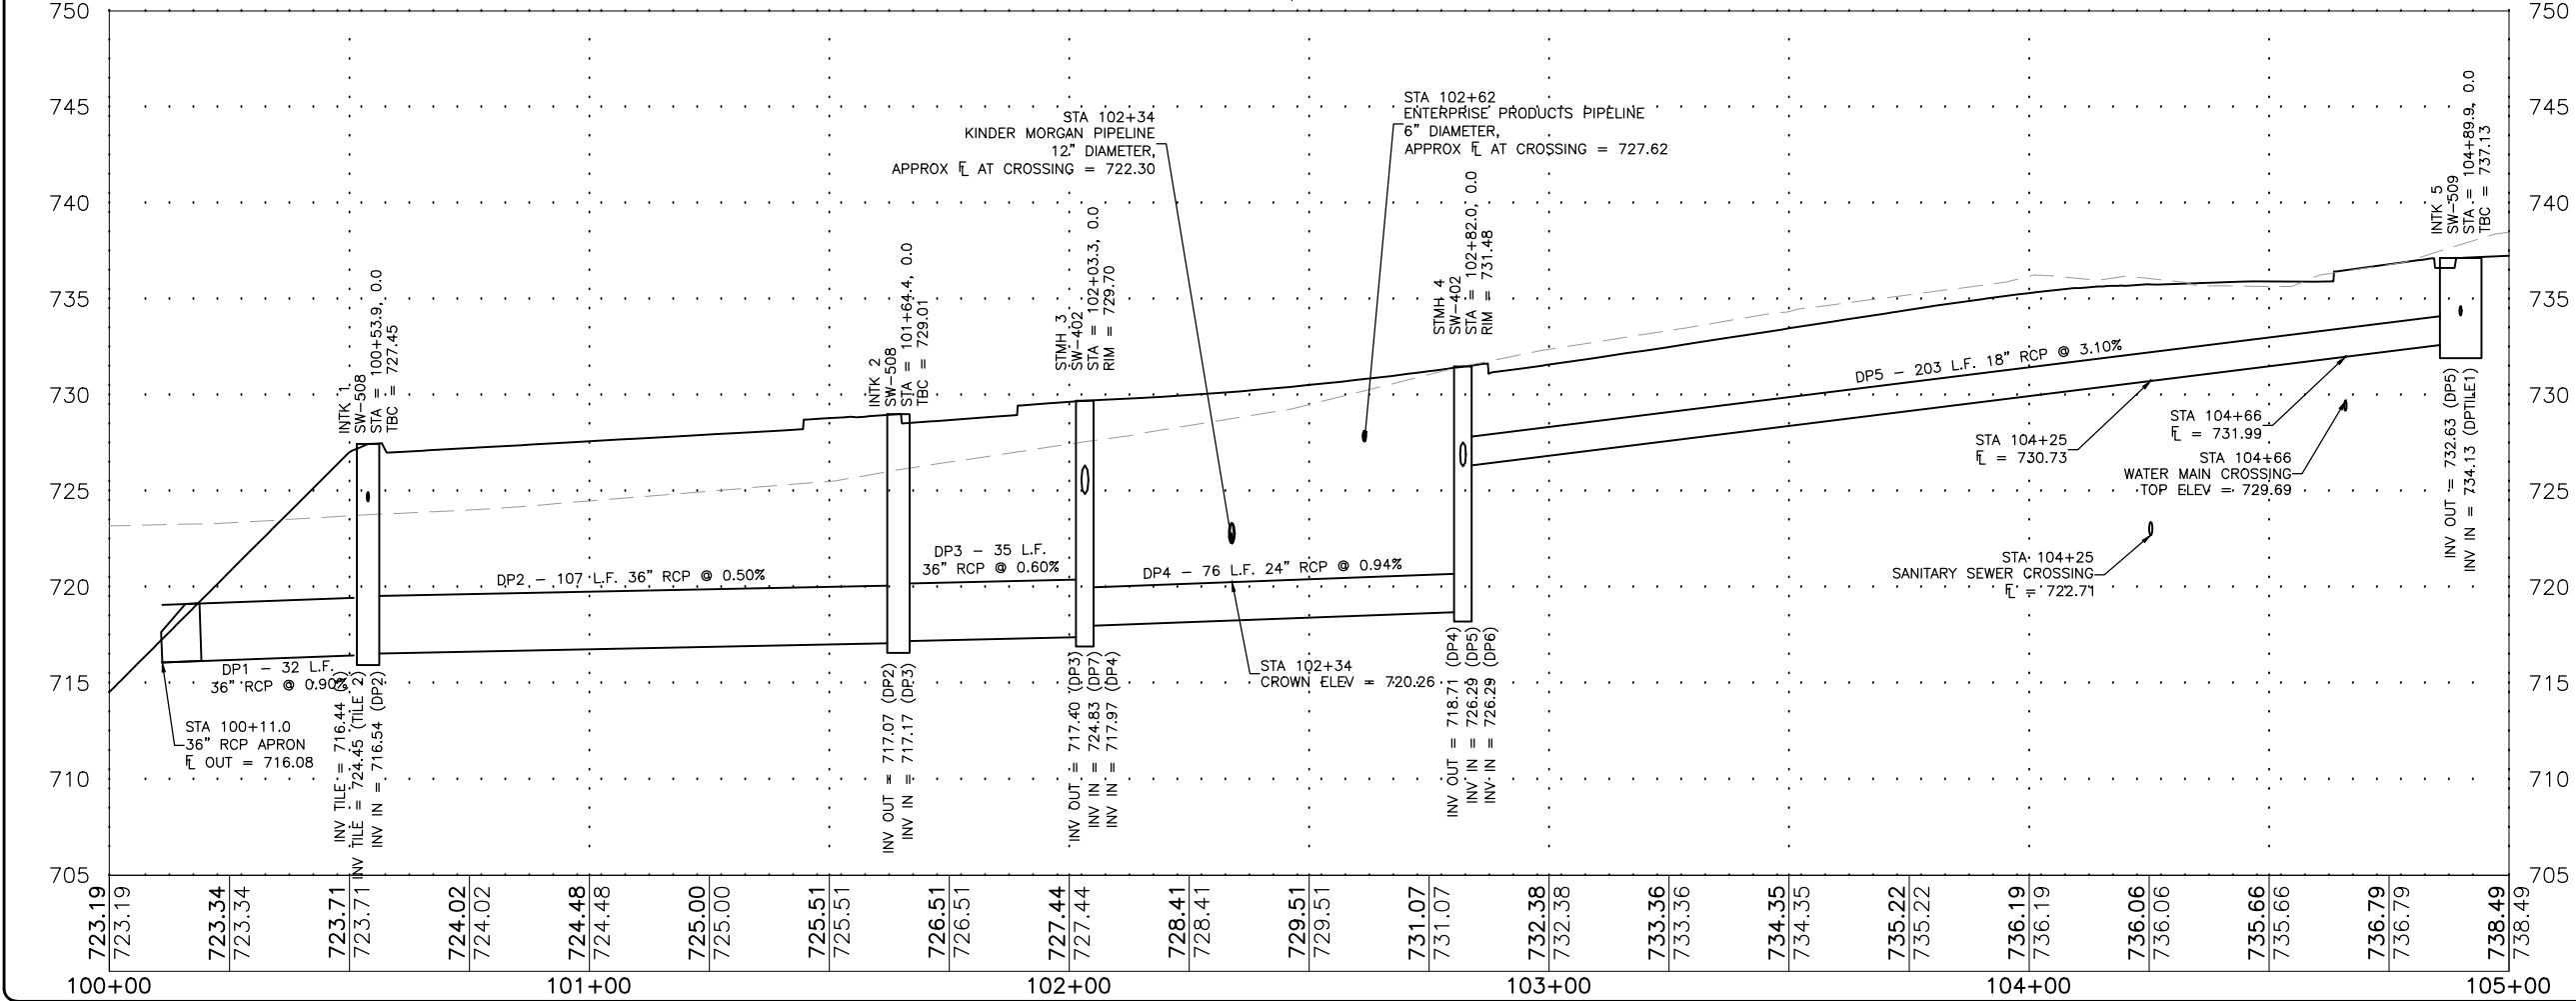 750
750
745
745
740
740
735
735
730
730
725
725
720
720
715
715
710
710
705
705
STA 102+34
KINDER MORGAN PIPELINE
12" DIAMETER,
APPROX FL AT CROSSING = 722.30
STA 102+62
ENTERPRISE PRODUCTS PIPELINE
6" DIAMETER,
APPROX FL AT CROSSING = 727.62
INTK 1
SW-508
STA = 100+53.9, 0.0
TBC = 727.45
INTK 2
SW-508
STA = 101+64.4, 0.0
TBC = 729.01
STMH 3
SW-402
STA = 102+03.3, 0.0
RIM = 729.70
STMH 4
SW-402
STA = 102+82.0, 0.0
RIM = 731.48
INTK 5
SW-509
STA = 104+89.9, 0.0
TBC = 737.13
DP1 - 32 L.F.
36" RCP @ 0.90%
DP2 - 107 L.F. 36" RCP @ 0.50%
DP3 - 35 L.F.
36" RCP @ 0.60%
DP4 - 76 L.F. 24" RCP @ 0.94%
DP5 - 203 L.F. 18" RCP @ 3.10%
STA 104+25
FL = 730.73
STA 104+66
FL = 731.99
STA 104+66
WATER MAIN CROSSING
TOP ELEV = 729.69
STA 104+25
SANITARY SEWER CROSSING
FL = 722.71
STA 102+34
CROWN ELEV = 720.26
STA 100+11.0
36" RCP APRON
FL OUT = 716.08
INV TILE = 716.44
INV TILE = 724.45 (TILE 2)
INV IN = 716.54 (DP2)
INV OUT = 717.07 (DP2)
INV IN = 717.17 (DP3)
INV OUT = 717.40 (DP3)
INV IN = 724.83 (DP7)
INV IN = 717.97 (DP4)
INV OUT = 718.71 (DP4)
INV IN = 726.29 (DP5)
INV IN = 726.29 (DP6)
INV OUT = 732.63 (DP5)
INV IN = 734.13 (DPTILE1)
723.19
723.19
723.34
723.34
723.71
723.71
724.02
724.02
724.48
724.48
725.00
725.00
725.51
725.51
726.51
726.51
727.44
727.44
728.41
728.41
729.51
729.51
731.07
731.07
732.38
732.38
733.36
733.36
734.35
734.35
735.22
735.22
736.19
736.19
736.06
736.06
735.66
735.66
736.79
736.79
738.49
738.49
100+00
101+00
102+00
103+00
104+00
105+00